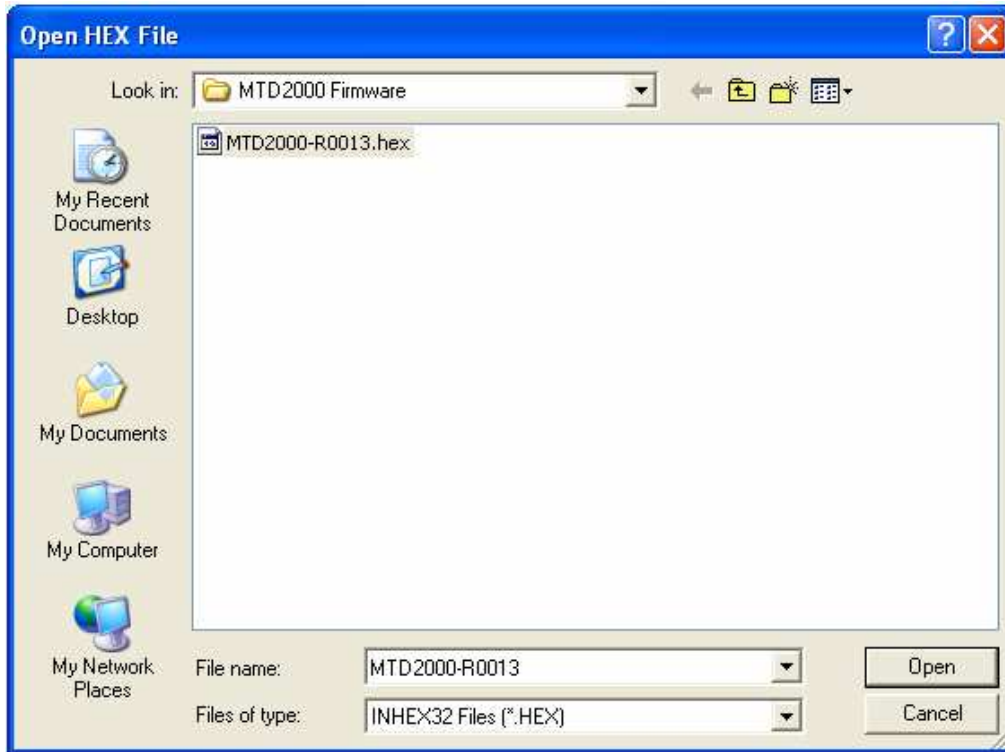 Open HEX File
Look in:
MTD2000 Firmware
MTD2000-R0013.hex
My Recent
Documents
Desktop
My Documents
My Computer
My Network
Places
File name:
MTD2000-R0013
Open
Files of type:
INHEX32 Files (*.HEX)
Cancel